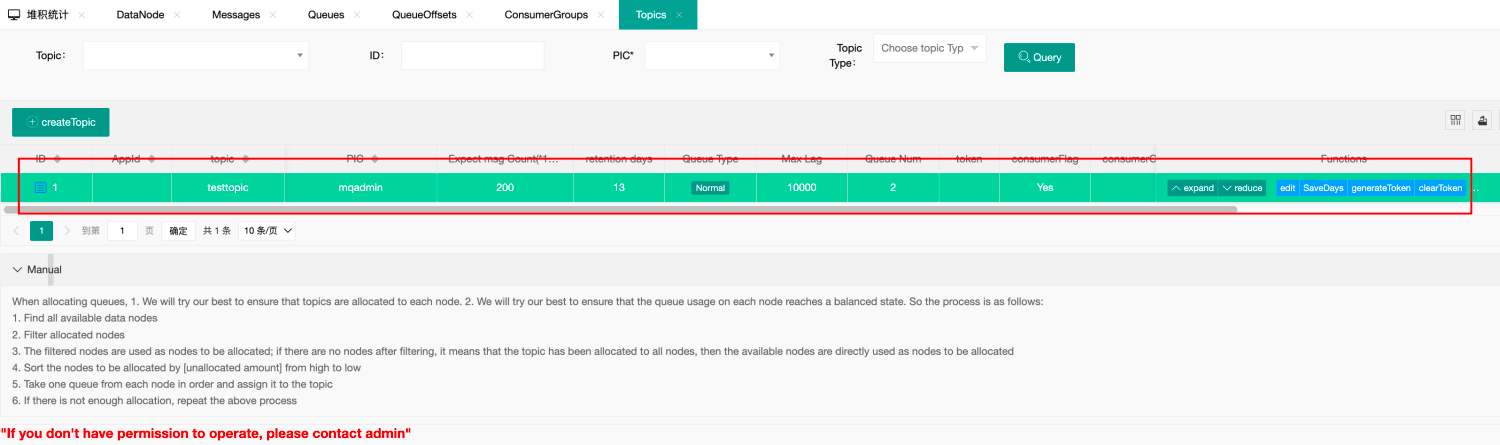 堆积统计 DataNode Messages Queues QueueOffsets ConsumerGroups Topics
Topic: ID: PIC* Topic Type: Choose topic Typ Query
createTopic
ID AppId topic PIC Expect msg Count(*1... retention days Queue Type Max Lag Queue Num token consumerFlag consumerG Functions
1 testtopic mqadmin 200 13 Normal 10000 2 Yes expand reduce edit SaveDays generateToken clearToken ...
1 到第 1 页 确定 共 1 条 10 条/页
Manual
When allocating queues, 1. We will try our best to ensure that topics are allocated to each node. 2. We will try our best to ensure that the queue usage on each node reaches a balanced state. So the process is as follows:
1. Find all available data nodes
2. Filter allocated nodes
3. The filtered nodes are used as nodes to be allocated; if there are no nodes after filtering, it means that the topic has been allocated to all nodes, then the available nodes are directly used as nodes to be allocated
4. Sort the nodes to be allocated by [unallocated amount] from high to low
5. Take one queue from each node in order and assign it to the topic
6. If there is not enough allocation, repeat the above process
"If you don't have permission to operate, please contact admin"